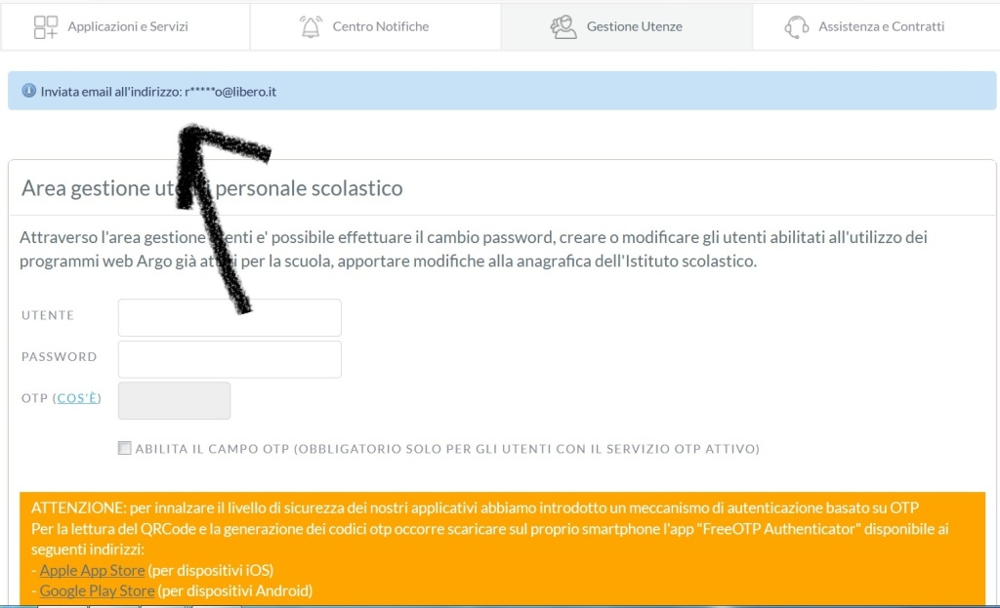 Applicazioni e Servizi
Centro Notifiche
Gestione Utenze
Assistenza e Contratti
Inviata email all'indirizzo: r*****o@libero.it
Area gestione personale scolastico
Attraverso l'area gestione e' possibile effettuare il cambio password, creare o modificare gli utenti abilitati all'utilizzo dei
programmi web Argo già per la scuola, apportare modifiche alla anagrafica dell'Istituto scolastico.
UTENTE
PASSWORD
OTP (COS'È)
ABILITA IL CAMPO OTP (OBBLIGATORIO SOLO PER GLI UTENTI CON IL SERVIZIO OTP ATTIVO)
ATTENZIONE: per innalzare il livello di sicurezza dei nostri applicativi abbiamo introdotto un meccanismo di autenticazione basato su OTP
Per la lettura del QRCode e la generazione dei codici otp occorre scaricare sul proprio smartphone l'app "FreeOTP Authenticator" disponibile ai
seguenti indirizzi:
- Apple App Store (per dispositivi iOS)
- Google Play Store (per dispositivi Android)